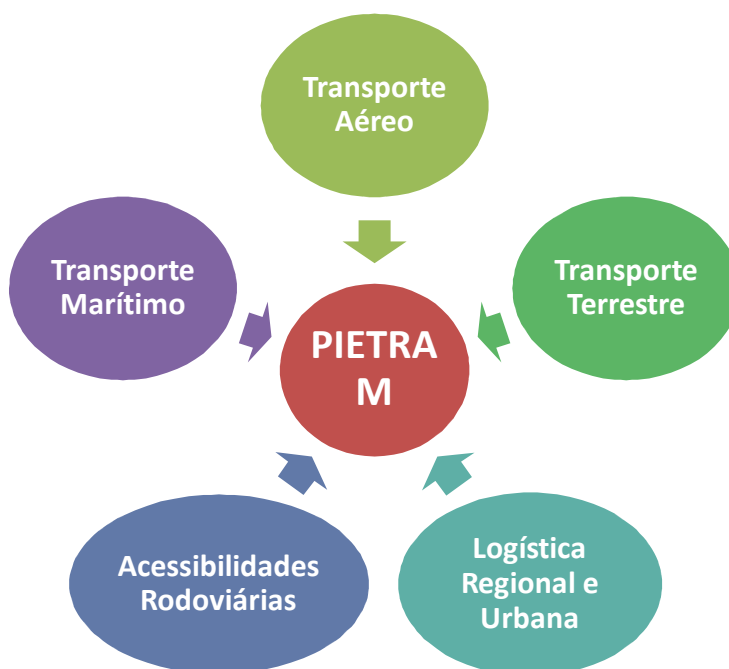 Transporte
Aéreo
Transporte
Marítimo
Transporte
Terrestre
PIETRA
M
Acessibilidades
Rodoviárias
Logística
Regional e
Urbana